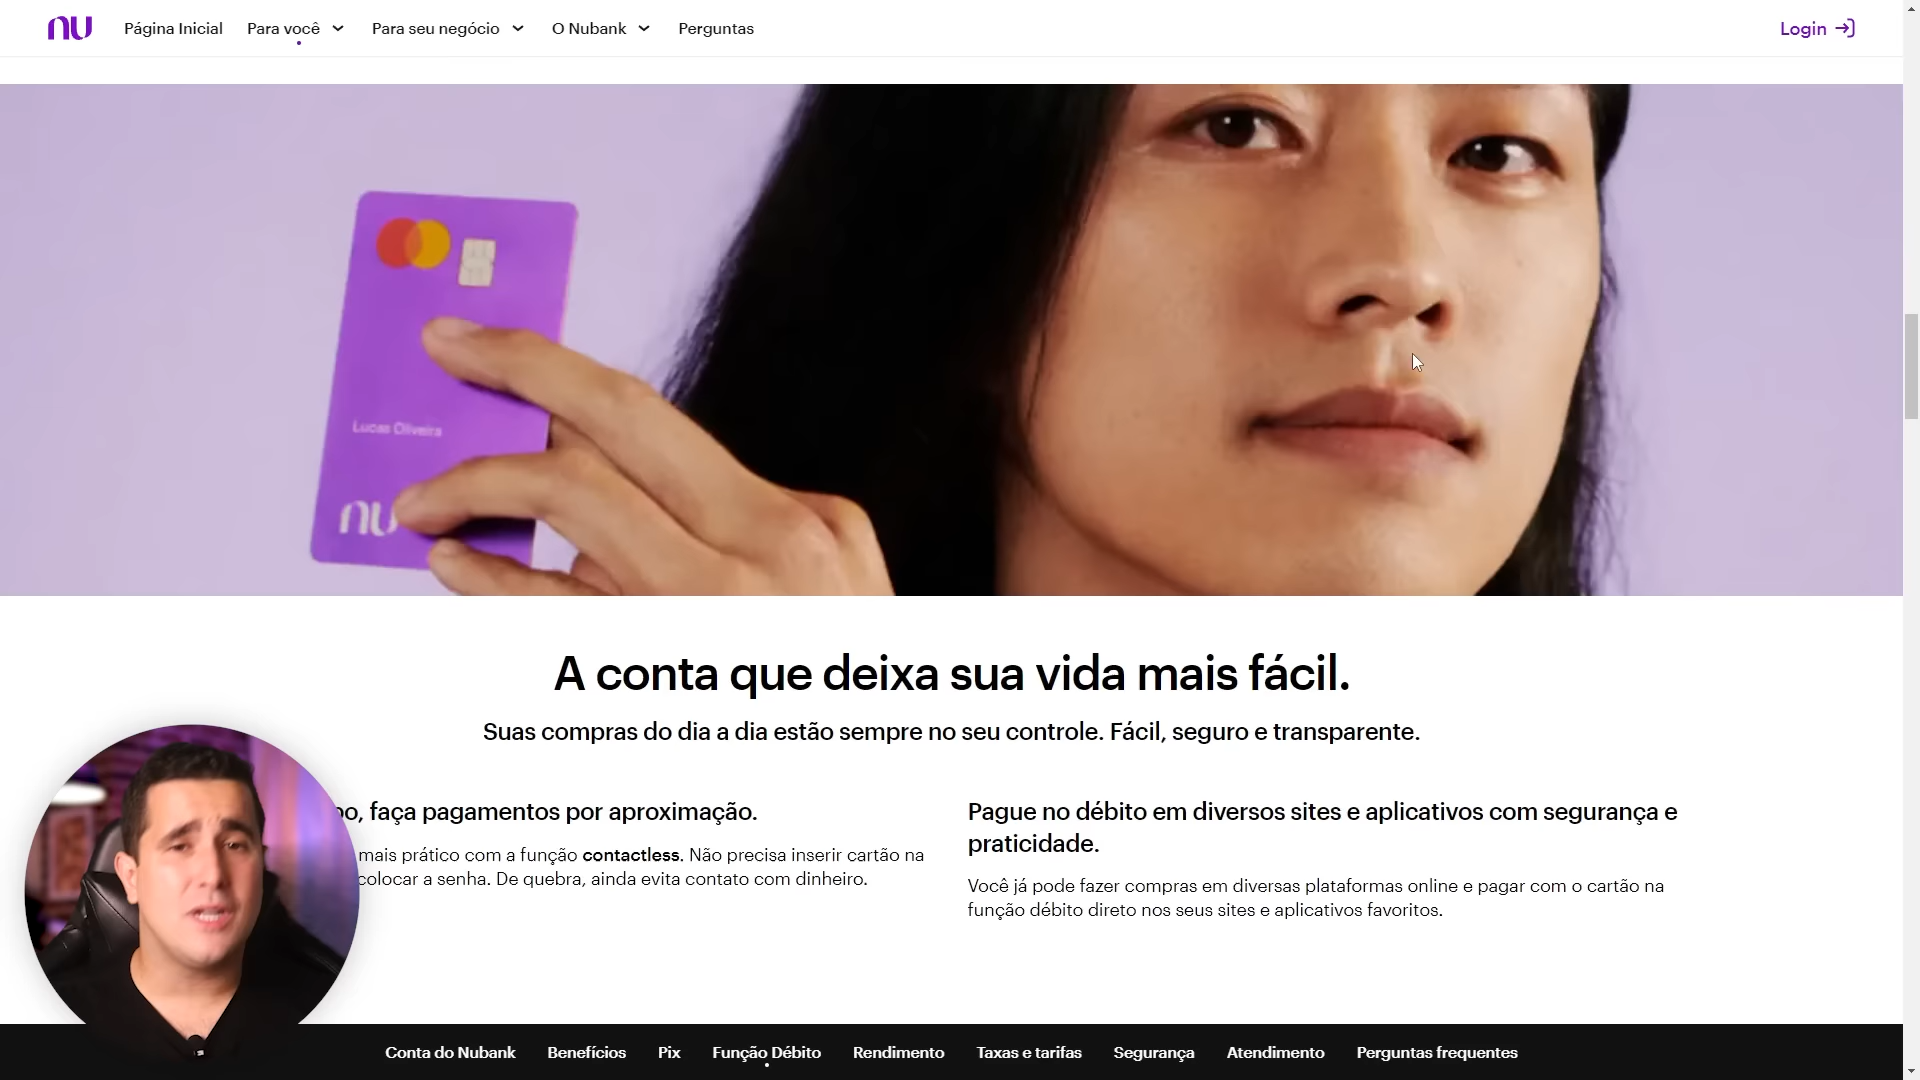 nu Página Inicial Para você Para seu negócio O Nubank Perguntas Login
Lucas Oliveira
nu
A conta que deixa sua vida mais fácil.
Suas compras do dia a dia estão sempre no seu controle. Fácil, seguro e transparente.
faça pagamentos por aproximação.
mais prático com a função contactless. Não precisa inserir cartão na
colocar a senha. De quebra, ainda evita contato com dinheiro.
Pague no débito em diversos sites e aplicativos com segurança e
praticidade.
Você já pode fazer compras em diversas plataformas online e pagar com o cartão na
função débito direto nos seus sites e aplicativos favoritos.
Conta do Nubank Benefícios Pix Função Débito Rendimento Taxas e tarifas Segurança Atendimento Perguntas frequentes